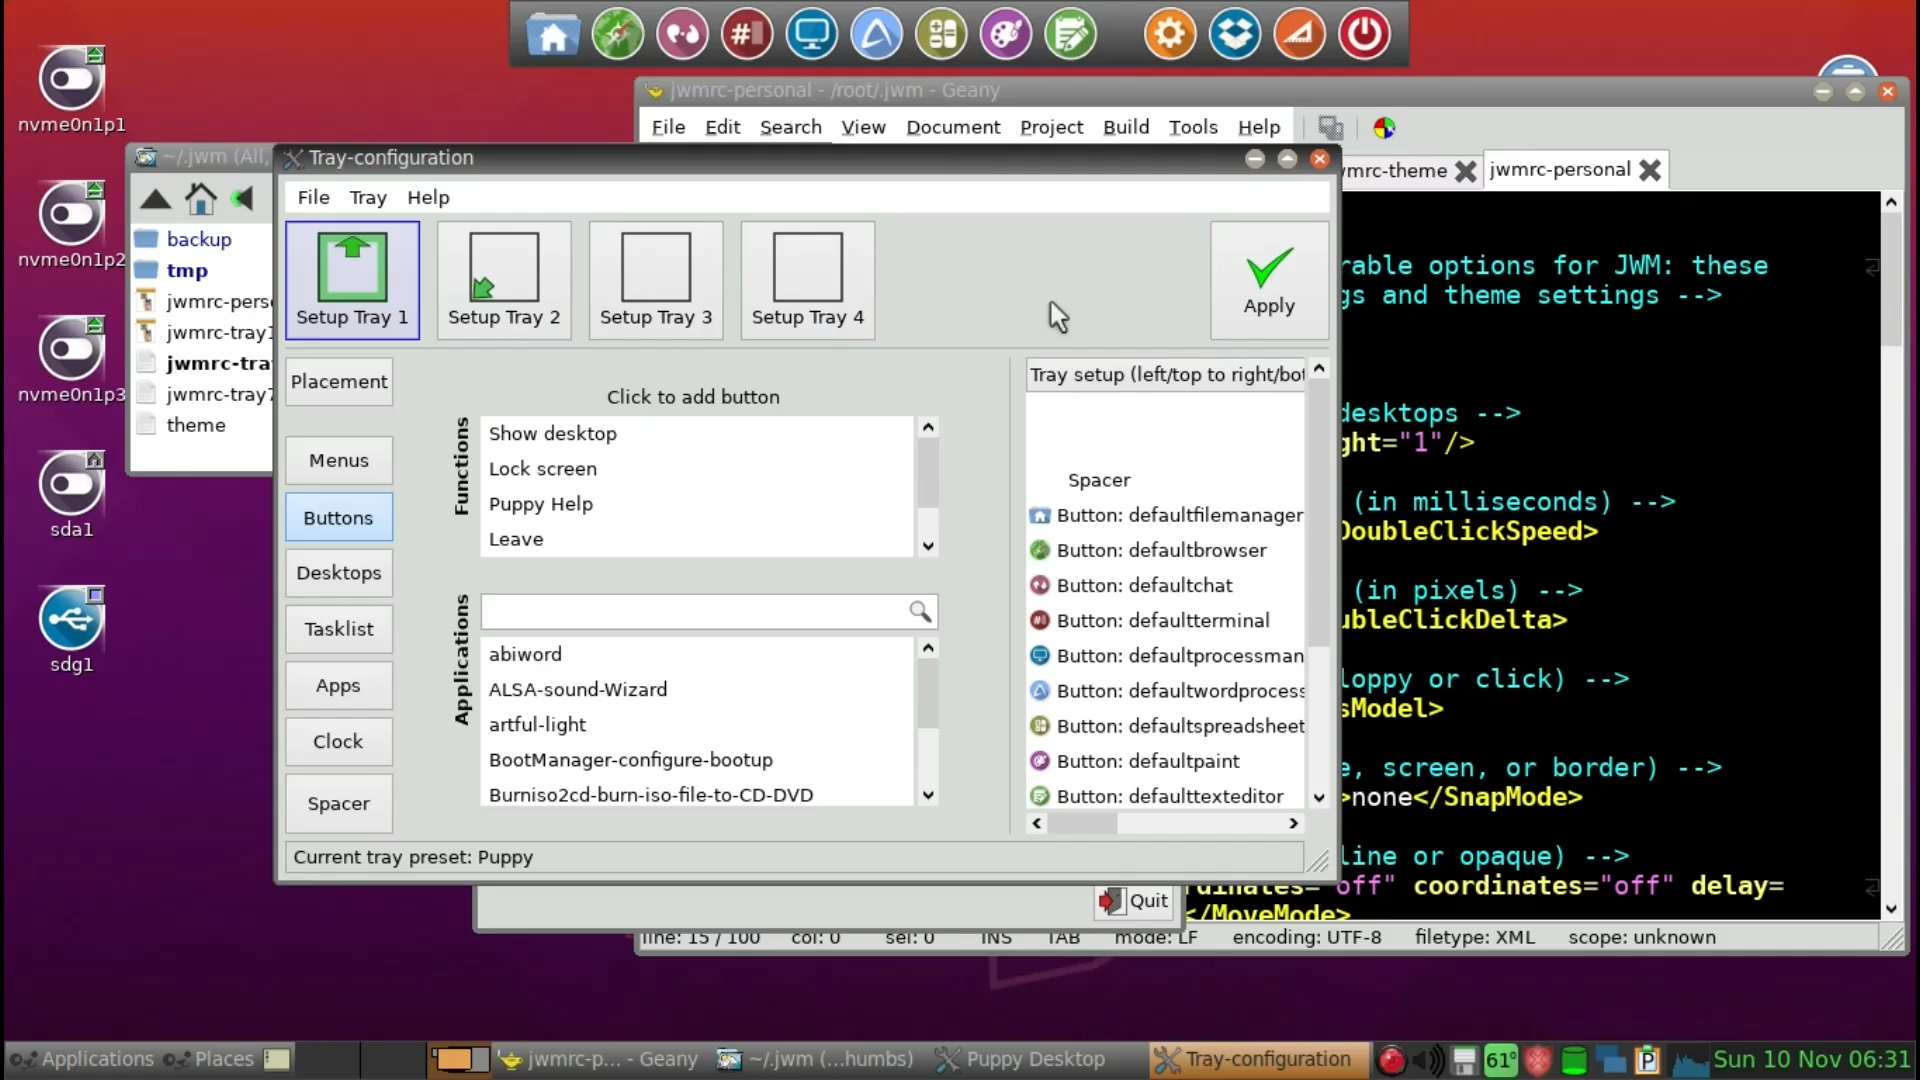 nvme0n1p1
nvme0n1p2
nvme0n1p3
sda1
sdg1
jwmrc-personal - /root/.jwm - Geany
File Edit Search View Document Project Build Tools Help
wmrc-theme jwmrc-personal
~/.jwm (All,
backup
tmp
jwmrc-perso
jwmrc-tray1
jwmrc-tra
jwmrc-tray7
theme
Tray-configuration
File Tray Help
Setup Tray 1 Setup Tray 2 Setup Tray 3 Setup Tray 4 Apply
Placement
Menus
Buttons
Desktops
Tasklist
Apps
Clock
Spacer
Click to add button
Functions
Show desktop
Lock screen
Puppy Help
Leave
Applications
abiword
ALSA-sound-Wizard
artful-light
BootManager-configure-bootup
Burniso2cd-burn-iso-file-to-CD-DVD
Tray setup (left/top to right/bot
Spacer
Button: defaultfilemanager
Button: defaultbrowser
Button: defaultchat
Button: defaultterminal
Button: defaultprocessman
Button: defaultwordprocess
Button: defaultspreadsheet
Button: defaultpaint
Button: defaulttexteditor
Current tray preset: Puppy
rable options for JWM: these
gs and theme settings -->
desktops -->
ght="1"/>
(in milliseconds) -->
DoubleClickSpeed>
(in pixels) -->
ubleClickDelta>
loppy or click) -->
sModel>
e, screen, or border) -->
>none</SnapMode>
line or opaque) -->
rdinates="off" coordinates="off" delay=
</MoveMode>
Quit
line: 15 / 100 col: 0 sel: 0 INS TAB mode: LF encoding: UTF-8 filetype: XML scope: unknown
Applications Places jwmrc-p... - Geany ~/.jwm (...humbs) Puppy Desktop Tray-configuration 61° P Sun 10 Nov 06:31